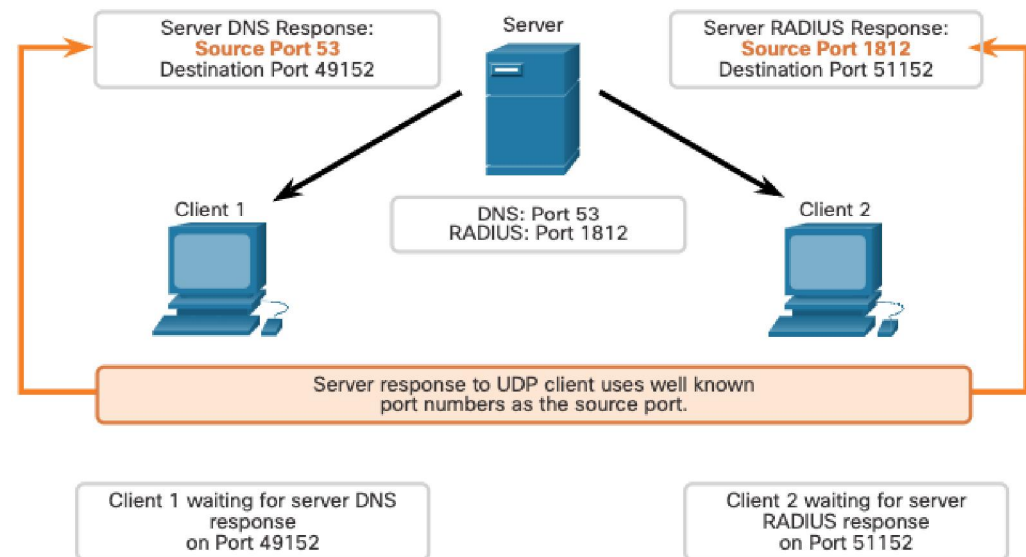 Server DNS Response:
Source Port 53
Destination Port 49152
Server
Server RADIUS Response:
Source Port 1812
Destination Port 51152
Client 1
DNS: Port 53
RADIUS: Port 1812
Client 2
Server response to UDP client uses well known
port numbers as the source port.
Client 1 waiting for server DNS
response
on Port 49152
Client 2 waiting for server
RADIUS response
on Port 51152